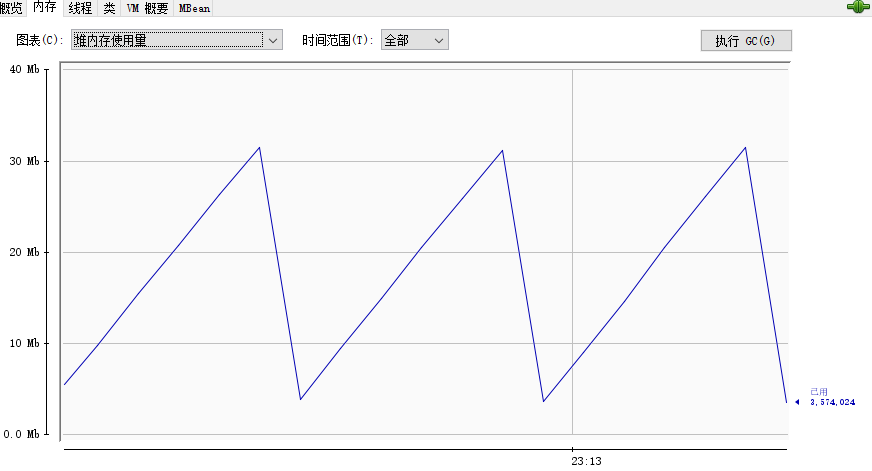 概览 内存 线程 类 VM 概要 MBean
图表(C): 堆内存使用量 时间范围(T): 全部 执行 GC(G)
40 Mb
30 Mb
20 Mb
10 Mb
已用
3,574,024
0.0 Mb
23:13